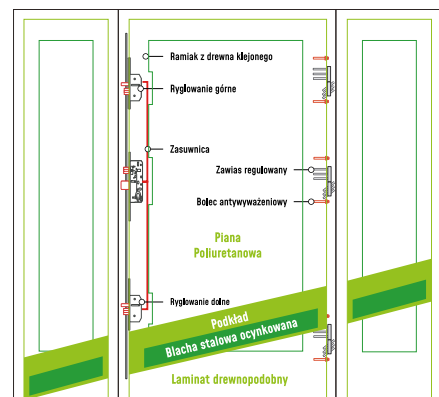 Ramiak z drewna klejonego
Ryglowanie górne
Zasuwnica
Zawias regulowany
Bolec antywyważeniowy
Piana
Poliuretanowa
Ryglowanie dolne
Podkład
Blacha stalowa ocynkowana
Laminat drewnopodobny